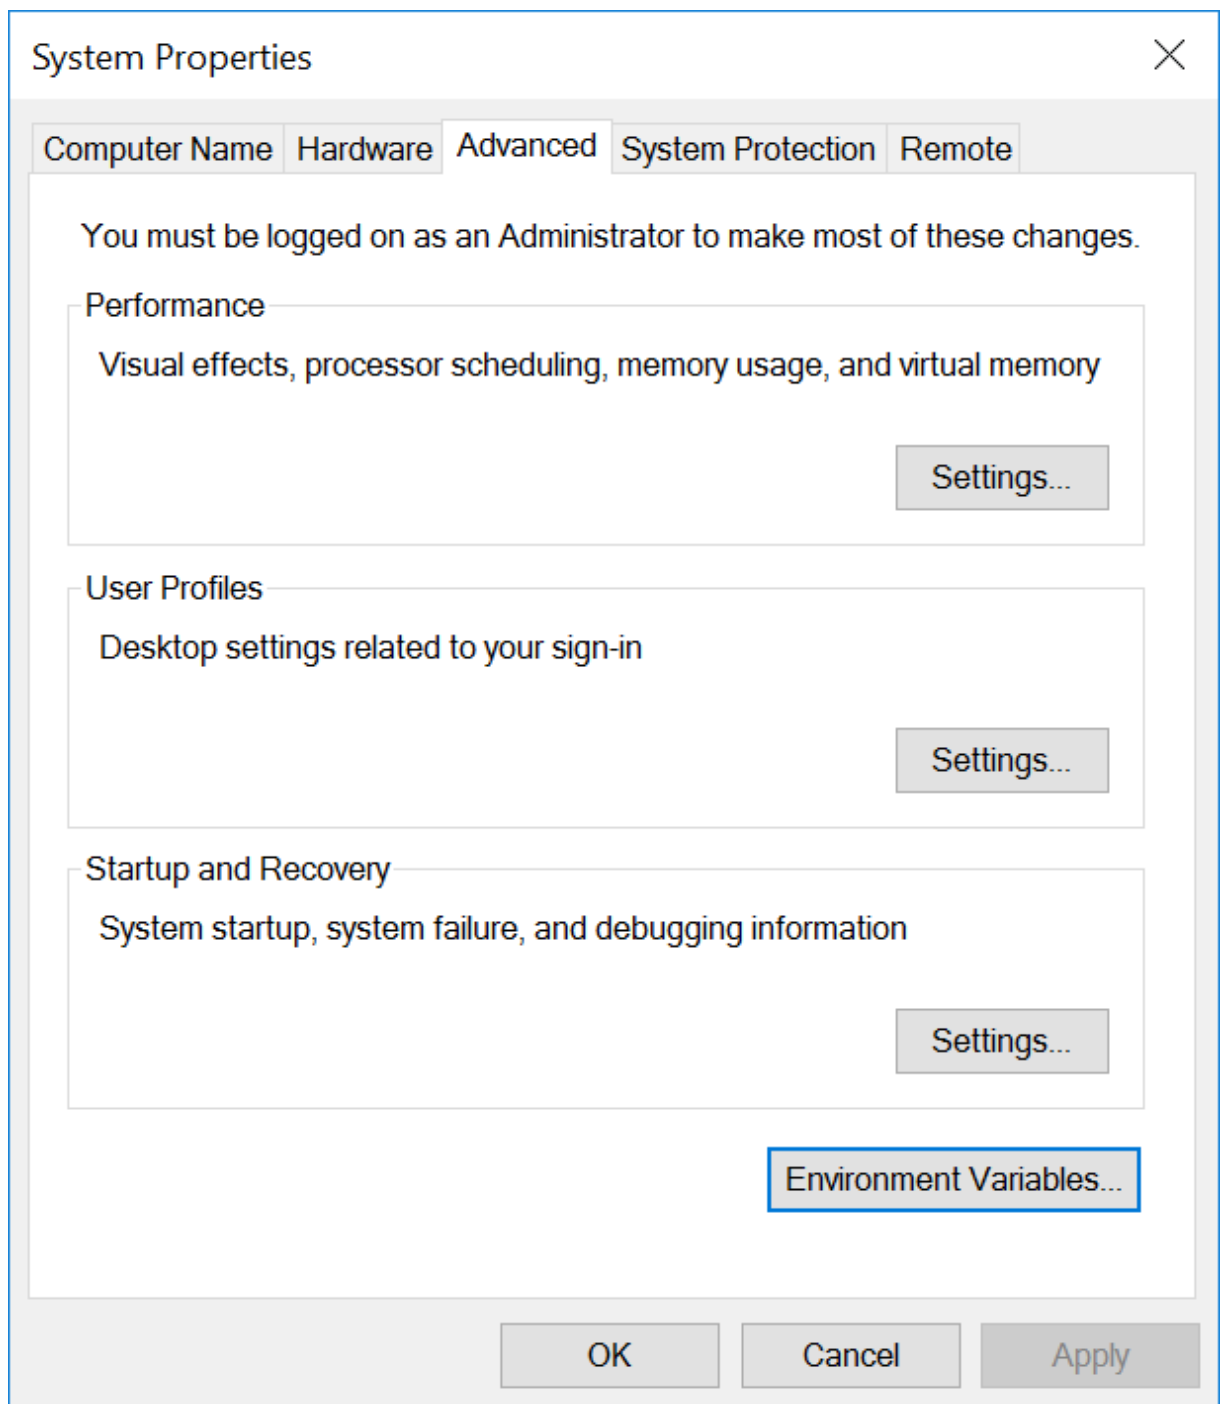 System Properties
Computer Name Hardware Advanced System Protection Remote
You must be logged on as an Administrator to make most of these changes.
Performance
Visual effects, processor scheduling, memory usage, and virtual memory
Settings...
User Profiles
Desktop settings related to your sign-in
Settings...
Startup and Recovery
System startup, system failure, and debugging information
Settings...
Environment Variables...
OK Cancel Apply